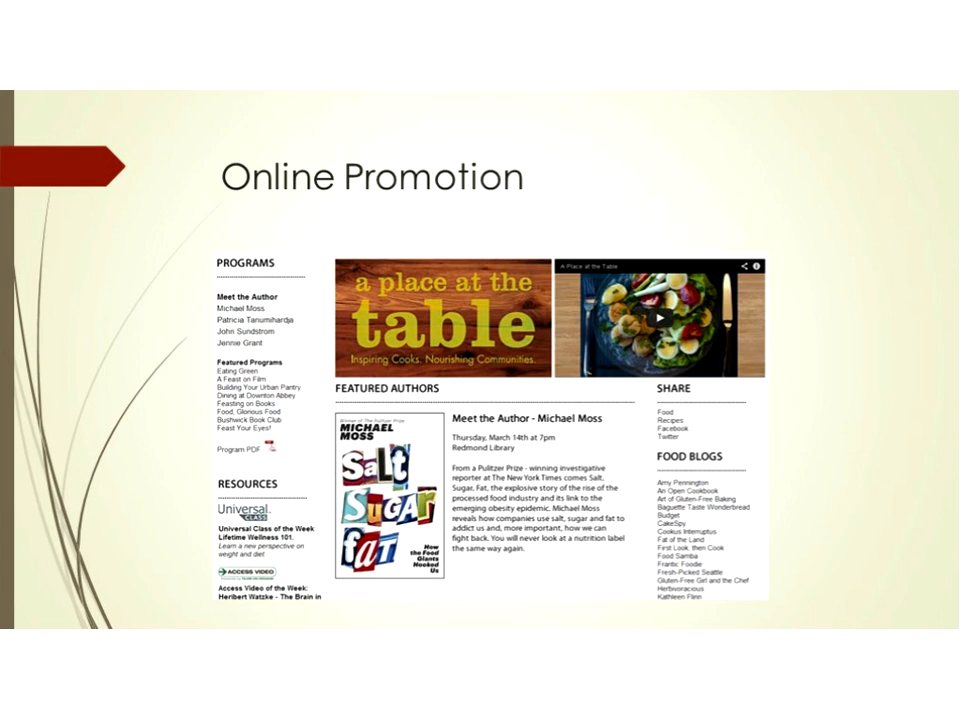 Online Promotion
PROGRAMS
Meet the Author
Michael Moss
Patricia Tanumihardja
John Sundstrom
Jennie Grant
Featured Programs
Eating Green
A Feast on Film
Building Your Urban Pantry
Dining at Downton Abbey
Feasting on Books
Food, Glorious Food
Bushwick Book Club
Feast Your Eyes!
Program PDF
RESOURCES
Universal
CLASS
Universal Class of the Week
Lifetime Wellness 101.
Learn a new perspective on
weight and diet
ACCESS VIDEO
Access Video of the Week:
Heribert Watzke - The Brain in
a place at the
table
Inspiring Cooks. Nourishing Communities.
A Place at the Table
FEATURED AUTHORS
Winner of The Pulitzer Prize
MICHAEL
MOSS
Salt
Sugar
Fat
How
the Food
Giants
Hooked
Us
Meet the Author - Michael Moss
Thursday, March 14th at 7pm
Redmond Library
From a Pulitzer Prize - winning investigative
reporter at The New York Times comes Salt,
Sugar, Fat, the explosive story of the rise of the
processed food industry and its link to the
emerging obesity epidemic. Michael Moss
reveals how companies use salt, sugar and fat to
addict us and, more important, how we can
fight back. You will never look at a nutrition label
the same way again.
SHARE
Food
Recipes
Facebook
Twitter
FOOD BLOGS
Amy Pennington
An Open Cookbook
Art of Gluten-Free Baking
Baguette Taste Wonderbread
Budget
CakeSpy
Cookus Interruptus
Fat of the Land
First Look, then Cook
Food Samba
Frantic Foodie
Fresh-Picked Seattle
Gluten-Free Girl and the Chef
Herbivoracious
Kathleen Flinn